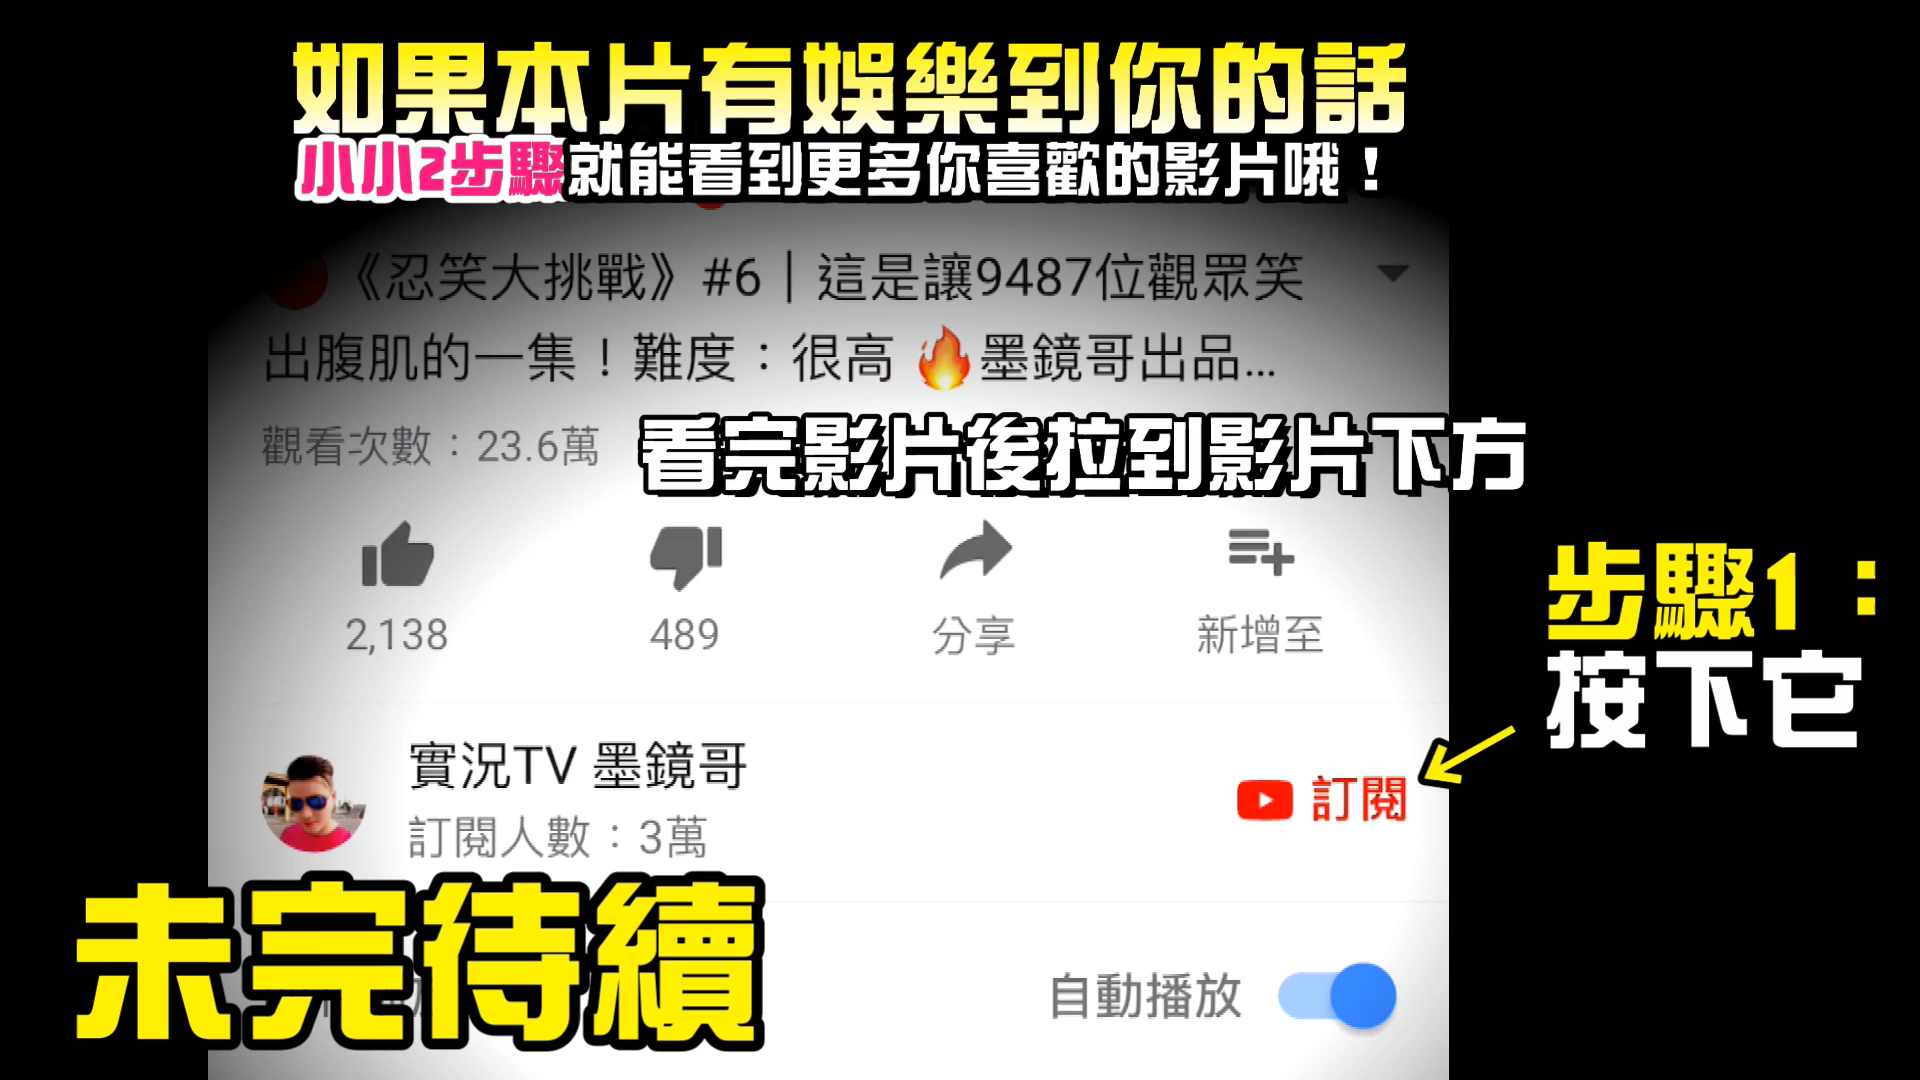 如果本片有娛樂到你的話
小小2步驟就能看到更多你喜歡的影片哦！
《忍笑大挑戰》#6｜這是讓9487位觀眾笑
出腹肌的一集！難度：很高 🔥墨鏡哥出品...
觀看次數：23.6萬
看完影片後拉到影片下方
2,138
489
分享
新增至
步驟1：
按下它
實況TV 墨鏡哥
訂閱人數：3萬
訂閱
未完待續
自動播放